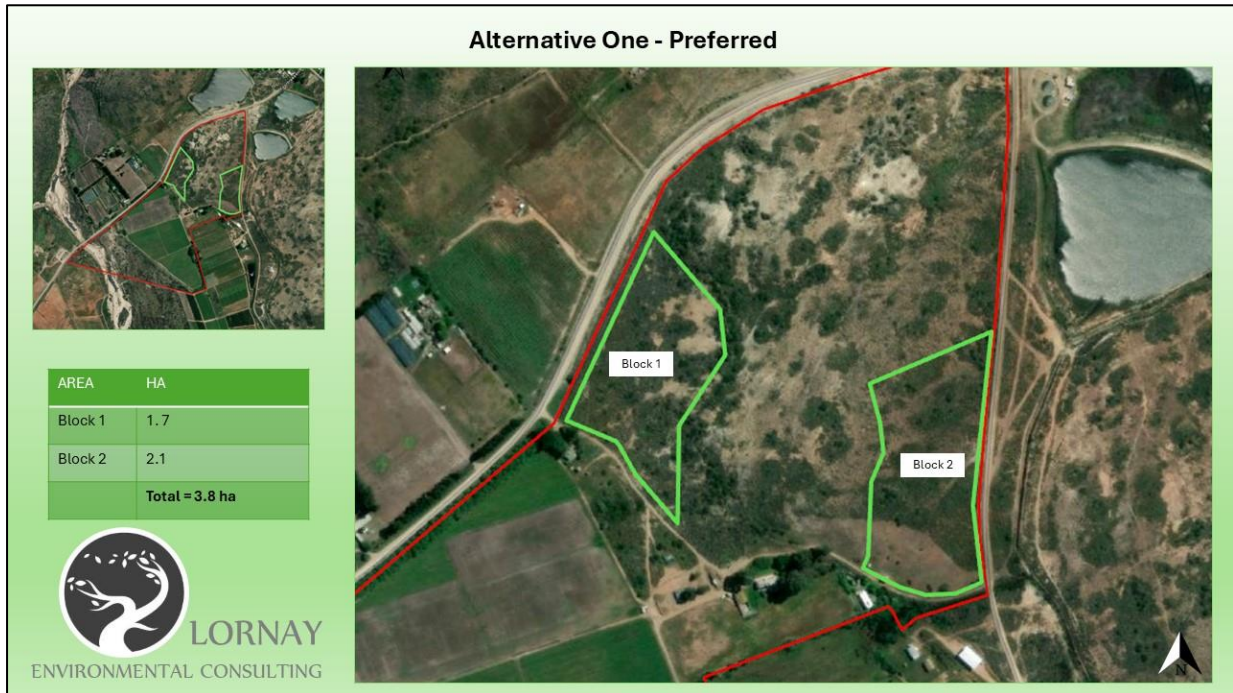 Alternative One - Preferred
AREA HA
Block 1 1.7
Block 2 2.1
Total = 3.8 ha
LORNAY
ENVIRONMENTAL CONSULTING
Block 1
Block 2
N